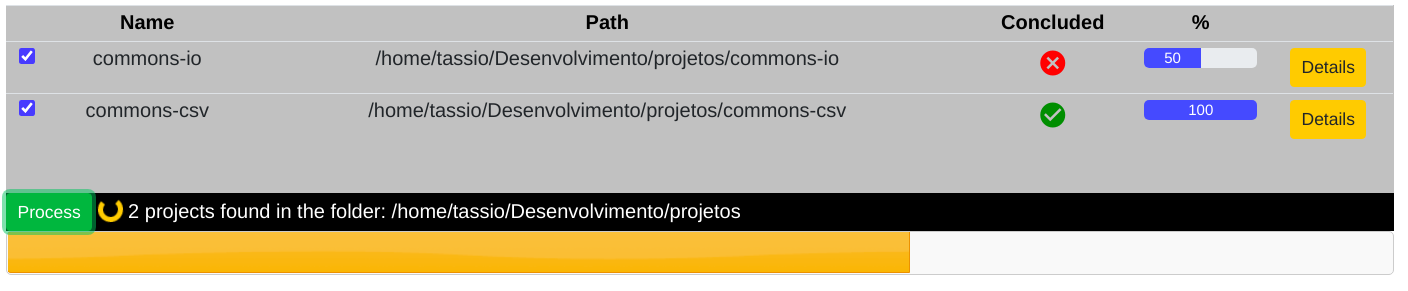 Name Path Concluded %
commons-io /home/tassio/Desenvolvimento/projetos/commons-io 50 Details
commons-csv /home/tassio/Desenvolvimento/projetos/commons-csv 100 Details
Process 2 projects found in the folder: /home/tassio/Desenvolvimento/projetos